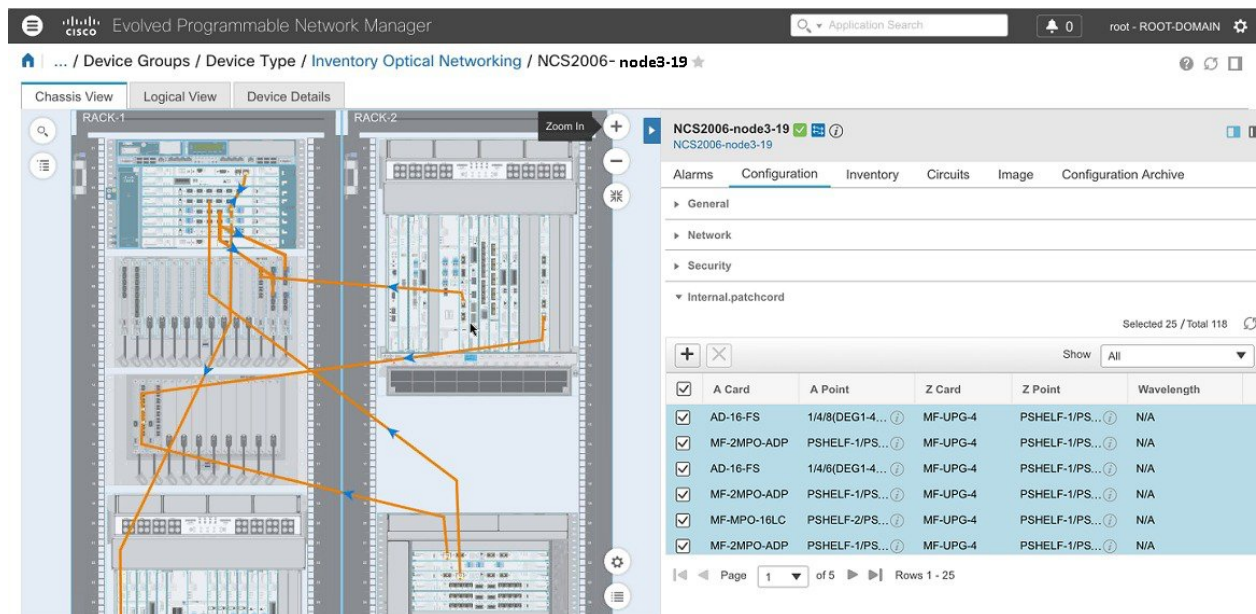 cisco Evolved Programmable Network Manager
Application Search
0
root - ROOT-DOMAIN
... / Device Groups / Device Type / Inventory Optical Networking / NCS2006- node3-19
Chassis View Logical View Device Details
RACK-1
RACK-2
Zoom In
NCS2006-node3-19
NCS2006-node3-19
Alarms Configuration Inventory Circuits Image Configuration Archive
General
Network
Security
Internal.patchcord
Selected 25 / Total 118
Show All
A Card A Point Z Card Z Point Wavelength
AD-16-FS 1/4/8(DEG1-4... MF-UPG-4 PSHELF-1/PS... N/A
MF-2MPO-ADP PSHELF-1/PS... MF-UPG-4 PSHELF-1/PS... N/A
AD-16-FS 1/4/6(DEG1-4... MF-UPG-4 PSHELF-1/PS... N/A
MF-2MPO-ADP PSHELF-1/PS... MF-UPG-4 PSHELF-1/PS... N/A
MF-MPO-16LC PSHELF-2/PS... MF-UPG-4 PSHELF-1/PS... N/A
MF-2MPO-ADP PSHELF-1/PS... MF-UPG-4 PSHELF-1/PS... N/A
Page 1 of 5 Rows 1 - 25